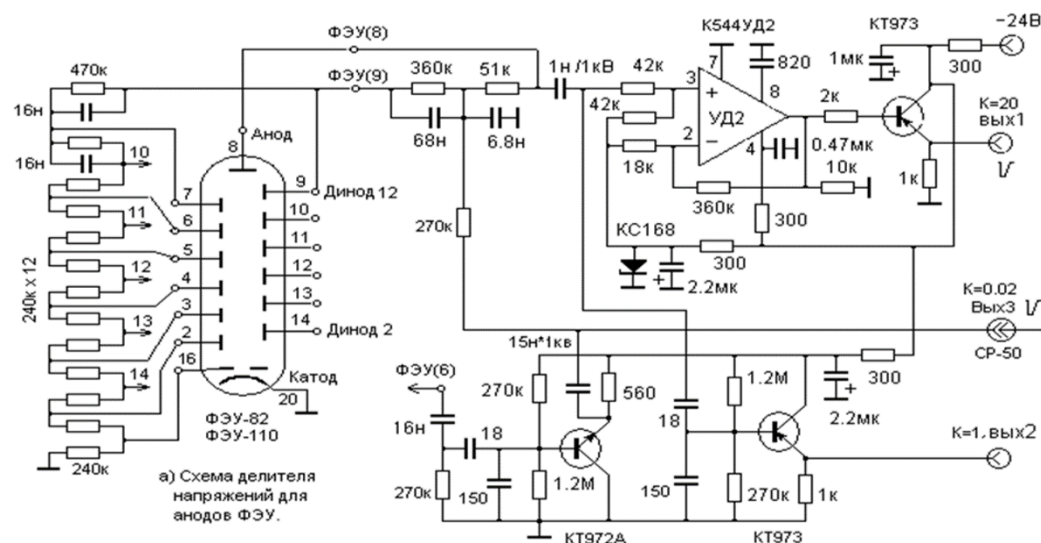 ФЭУ(8)
К544УД2
КТ973
−24В
470к
ФЭУ(9)
360к
51к
1н /1кВ
42к
7
820
1мк
+
300
16н
3
+
8
2к
К=20
вых1
42к
УД2
Анод
68н
6.8н
2
−
4
0.47мк
16н
10
8
18к
10к
1к
9
Динод 12
360к
7
10
270к
300
11
6
11
КС168
5
12
300
240к x 12
12
4
13
+
2.2мк
К=0.02
Вых3
13
3
14
Динод 2
2
15н*1кв
СР-50
14
16
Катод
ФЭУ(6)
270к
560
1.2М
+
300
20
2.2мк
ФЭУ-82
ФЭУ-110
16н
18
18
К=1, вых2
240к
а) Схема делителя
напряжений для
анодов ФЭУ.
270к
150
1.2М
150
270к
1к
КТ972А
КТ973